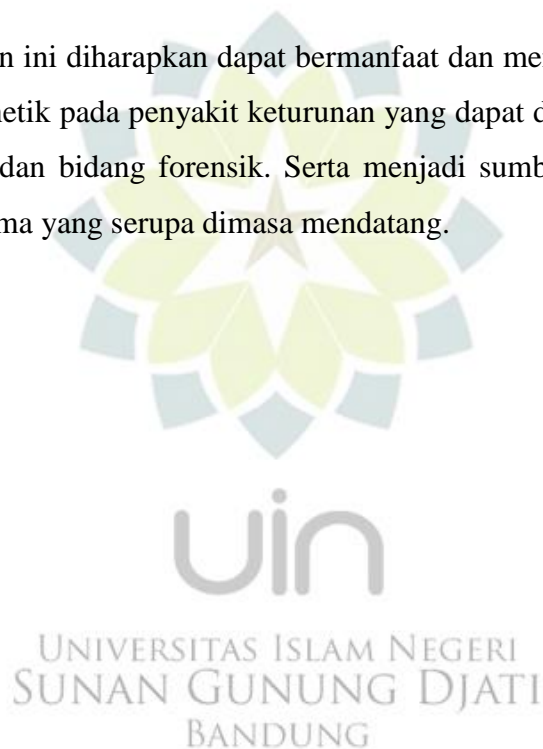 n ini diharapkan dapat bermanfaat dan me
netik pada penyakit keturunan yang dapat d
dan bidang forensik. Serta menjadi sumb
ma yang serupa dimasa mendatang.
uin
UNIVERSITAS ISLAM NEGERI
SUNAN GUNUNG DJATI
BANDUNG